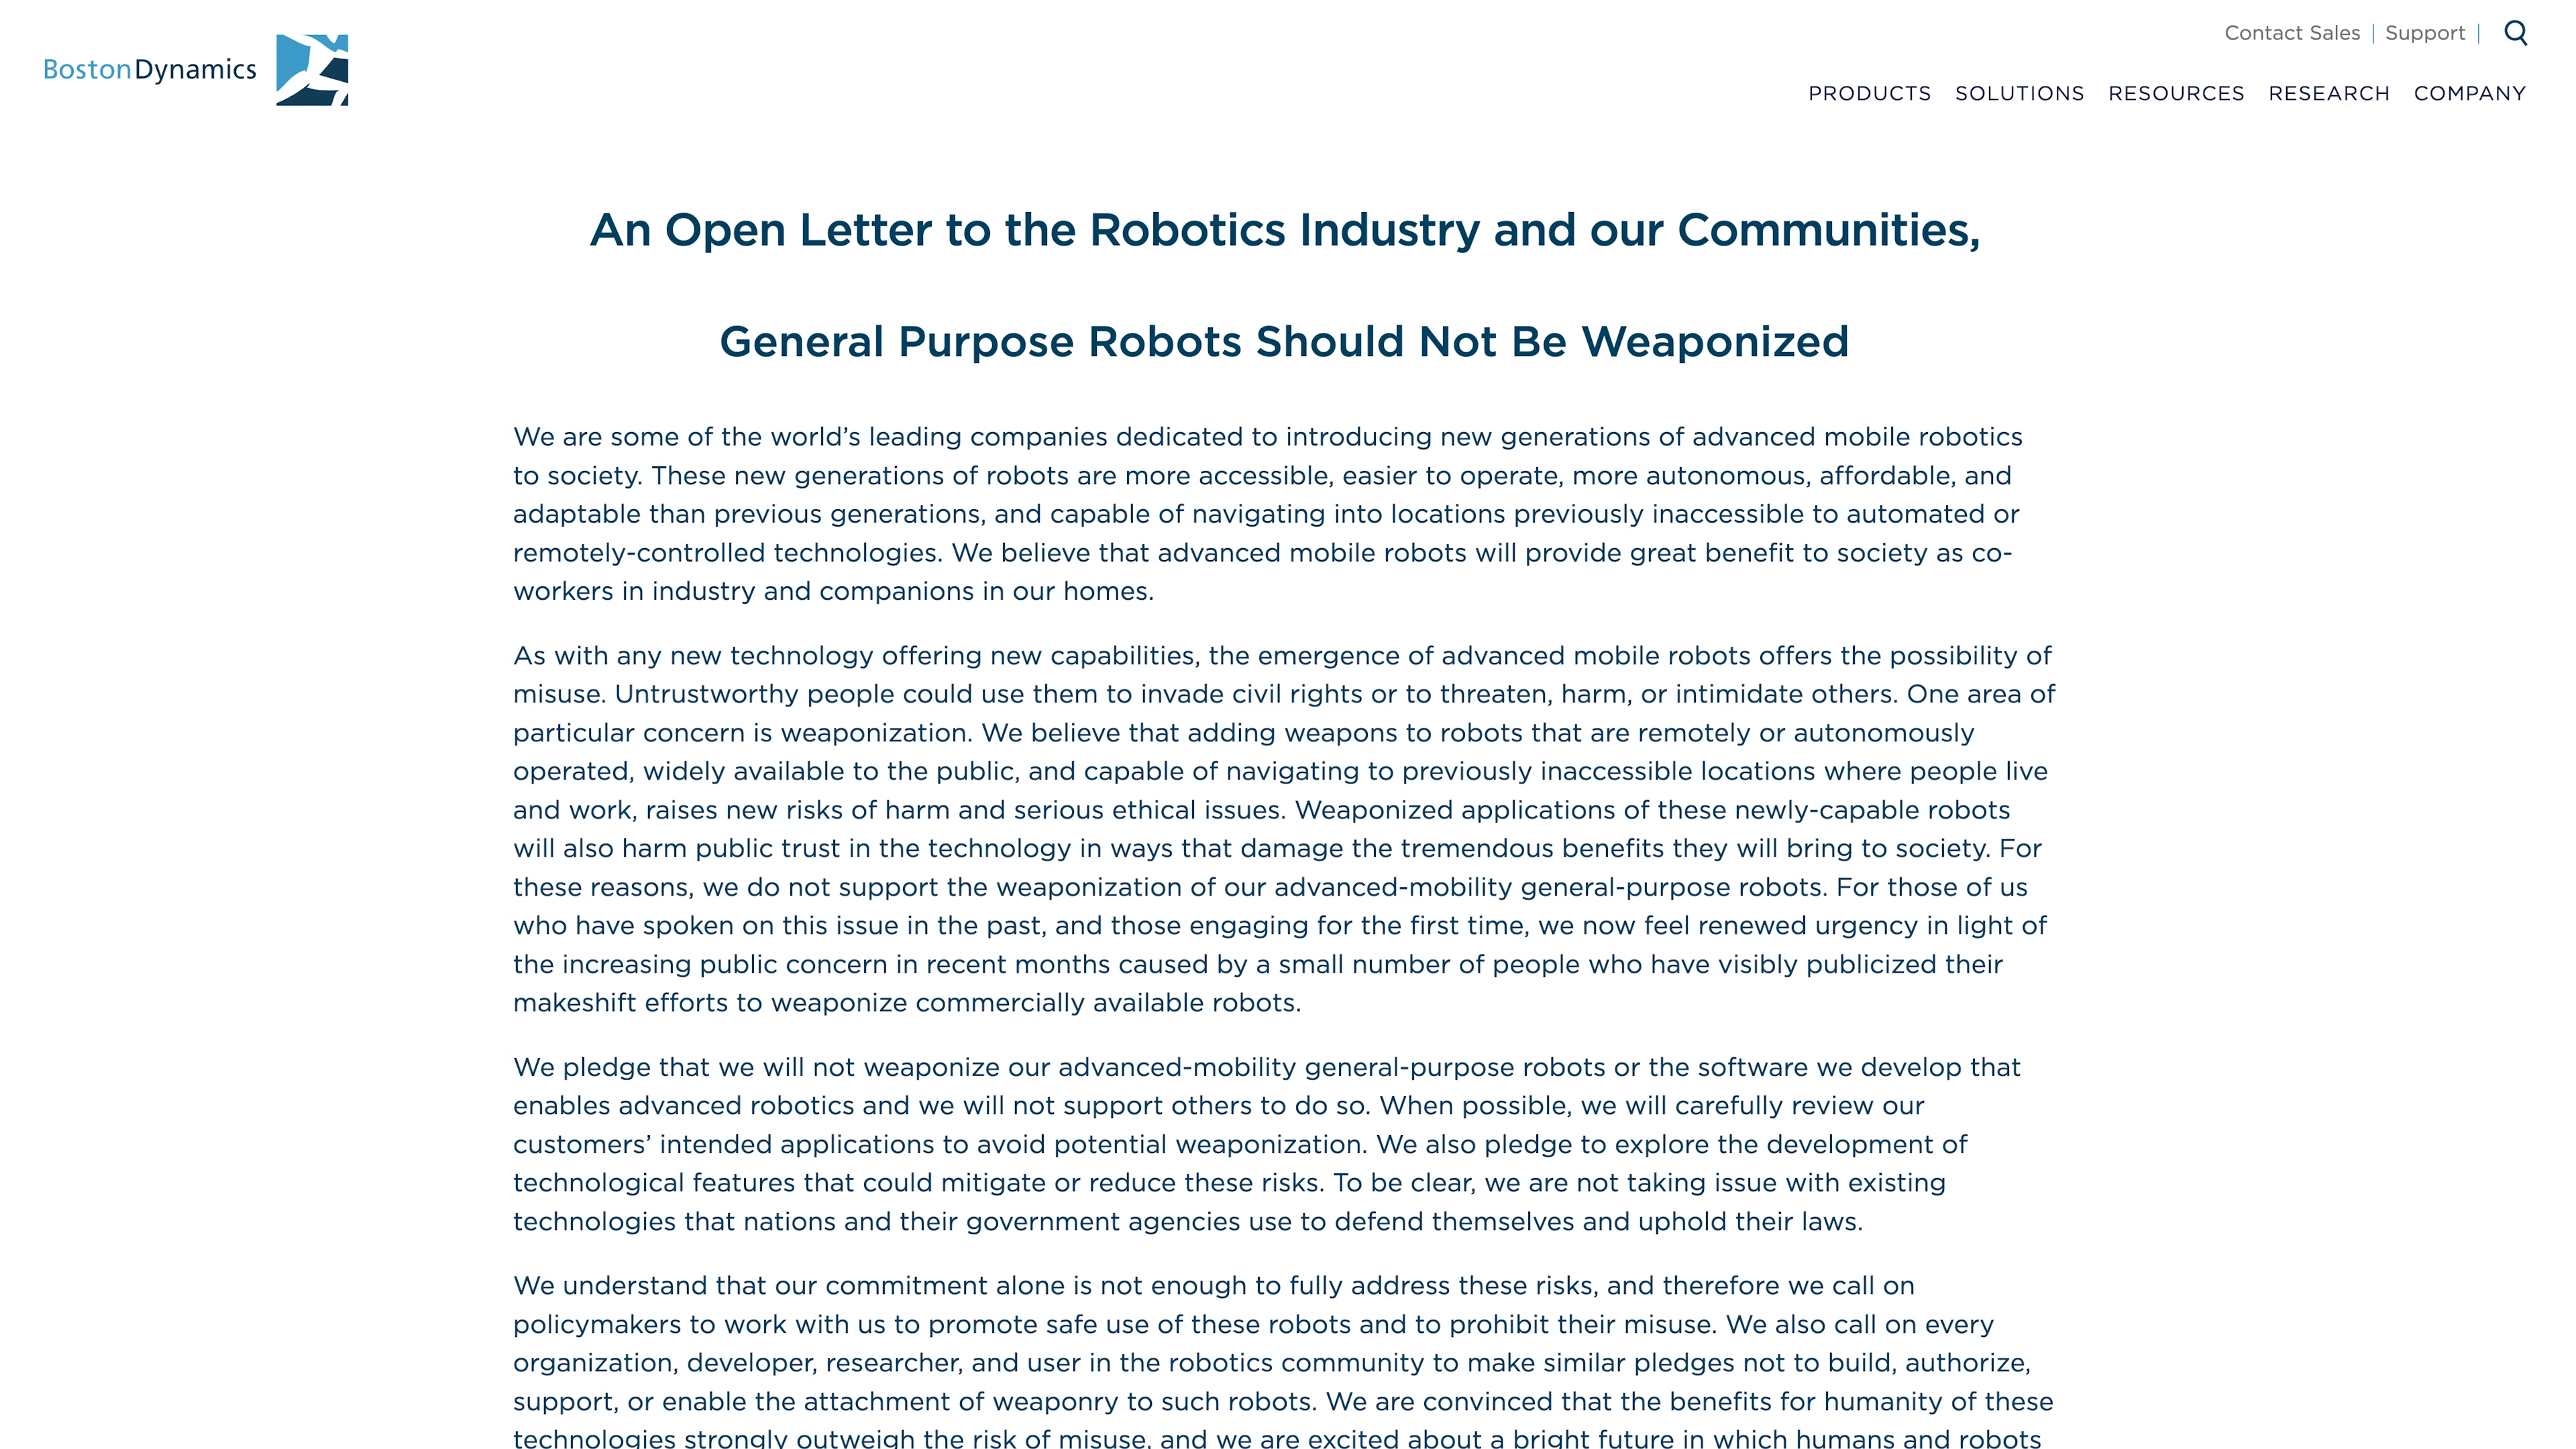 Contact Sales | Support |
BostonDynamics
PRODUCTS SOLUTIONS RESOURCES RESEARCH COMPANY
An Open Letter to the Robotics Industry and our Communities,
General Purpose Robots Should Not Be Weaponized
We are some of the world’s leading companies dedicated to introducing new generations of advanced mobile robotics
to society. These new generations of robots are more accessible, easier to operate, more autonomous, affordable, and
adaptable than previous generations, and capable of navigating into locations previously inaccessible to automated or
remotely-controlled technologies. We believe that advanced mobile robots will provide great benefit to society as co-
workers in industry and companions in our homes.
As with any new technology offering new capabilities, the emergence of advanced mobile robots offers the possibility of
misuse. Untrustworthy people could use them to invade civil rights or to threaten, harm, or intimidate others. One area of
particular concern is weaponization. We believe that adding weapons to robots that are remotely or autonomously
operated, widely available to the public, and capable of navigating to previously inaccessible locations where people live
and work, raises new risks of harm and serious ethical issues. Weaponized applications of these newly-capable robots
will also harm public trust in the technology in ways that damage the tremendous benefits they will bring to society. For
these reasons, we do not support the weaponization of our advanced-mobility general-purpose robots. For those of us
who have spoken on this issue in the past, and those engaging for the first time, we now feel renewed urgency in light of
the increasing public concern in recent months caused by a small number of people who have visibly publicized their
makeshift efforts to weaponize commercially available robots.
We pledge that we will not weaponize our advanced-mobility general-purpose robots or the software we develop that
enables advanced robotics and we will not support others to do so. When possible, we will carefully review our
customers’ intended applications to avoid potential weaponization. We also pledge to explore the development of
technological features that could mitigate or reduce these risks. To be clear, we are not taking issue with existing
technologies that nations and their government agencies use to defend themselves and uphold their laws.
We understand that our commitment alone is not enough to fully address these risks, and therefore we call on
policymakers to work with us to promote safe use of these robots and to prohibit their misuse. We also call on every
organization, developer, researcher, and user in the robotics community to make similar pledges not to build, authorize,
support, or enable the attachment of weaponry to such robots. We are convinced that the benefits for humanity of these
technologies strongly outweigh the risk of misuse, and we are excited about a bright future in which humans and robots